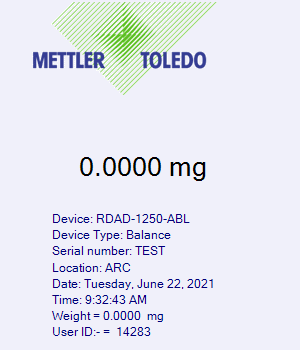 METTLER TOLEDO
0.0000 mg
Device: RDAD-1250-ABL
Device Type: Balance
Serial number: TEST
Location: ARC
Date: Tuesday, June 22, 2021
Time: 9:32:43 AM
Weight = 0.0000 mg
User ID:- = 14283